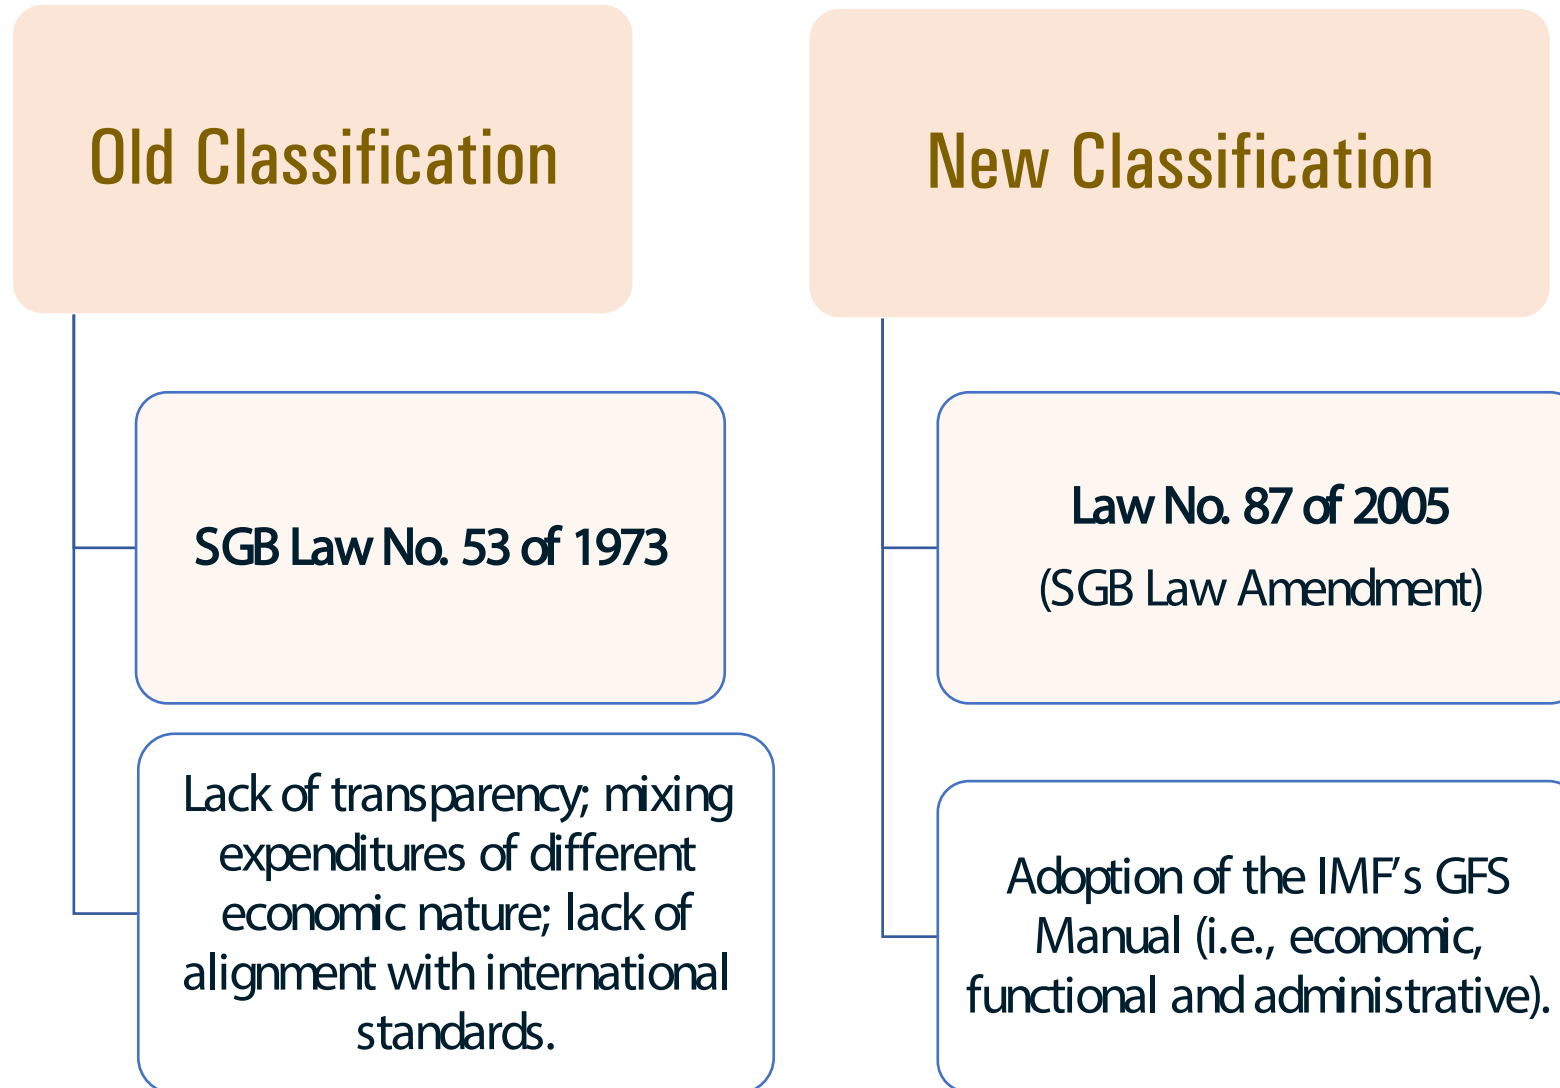 Old Classification
SGB Law No. 53 of 1973
Lack of transparency; mixing
expenditures of different
economic nature; lack of
alignment with international
standards.
New Classification
Law No. 87 of 2005
(SGB Law Amendment)
Adoption of the IMF's GFS
Manual (i.e., economic,
functional and administrative).